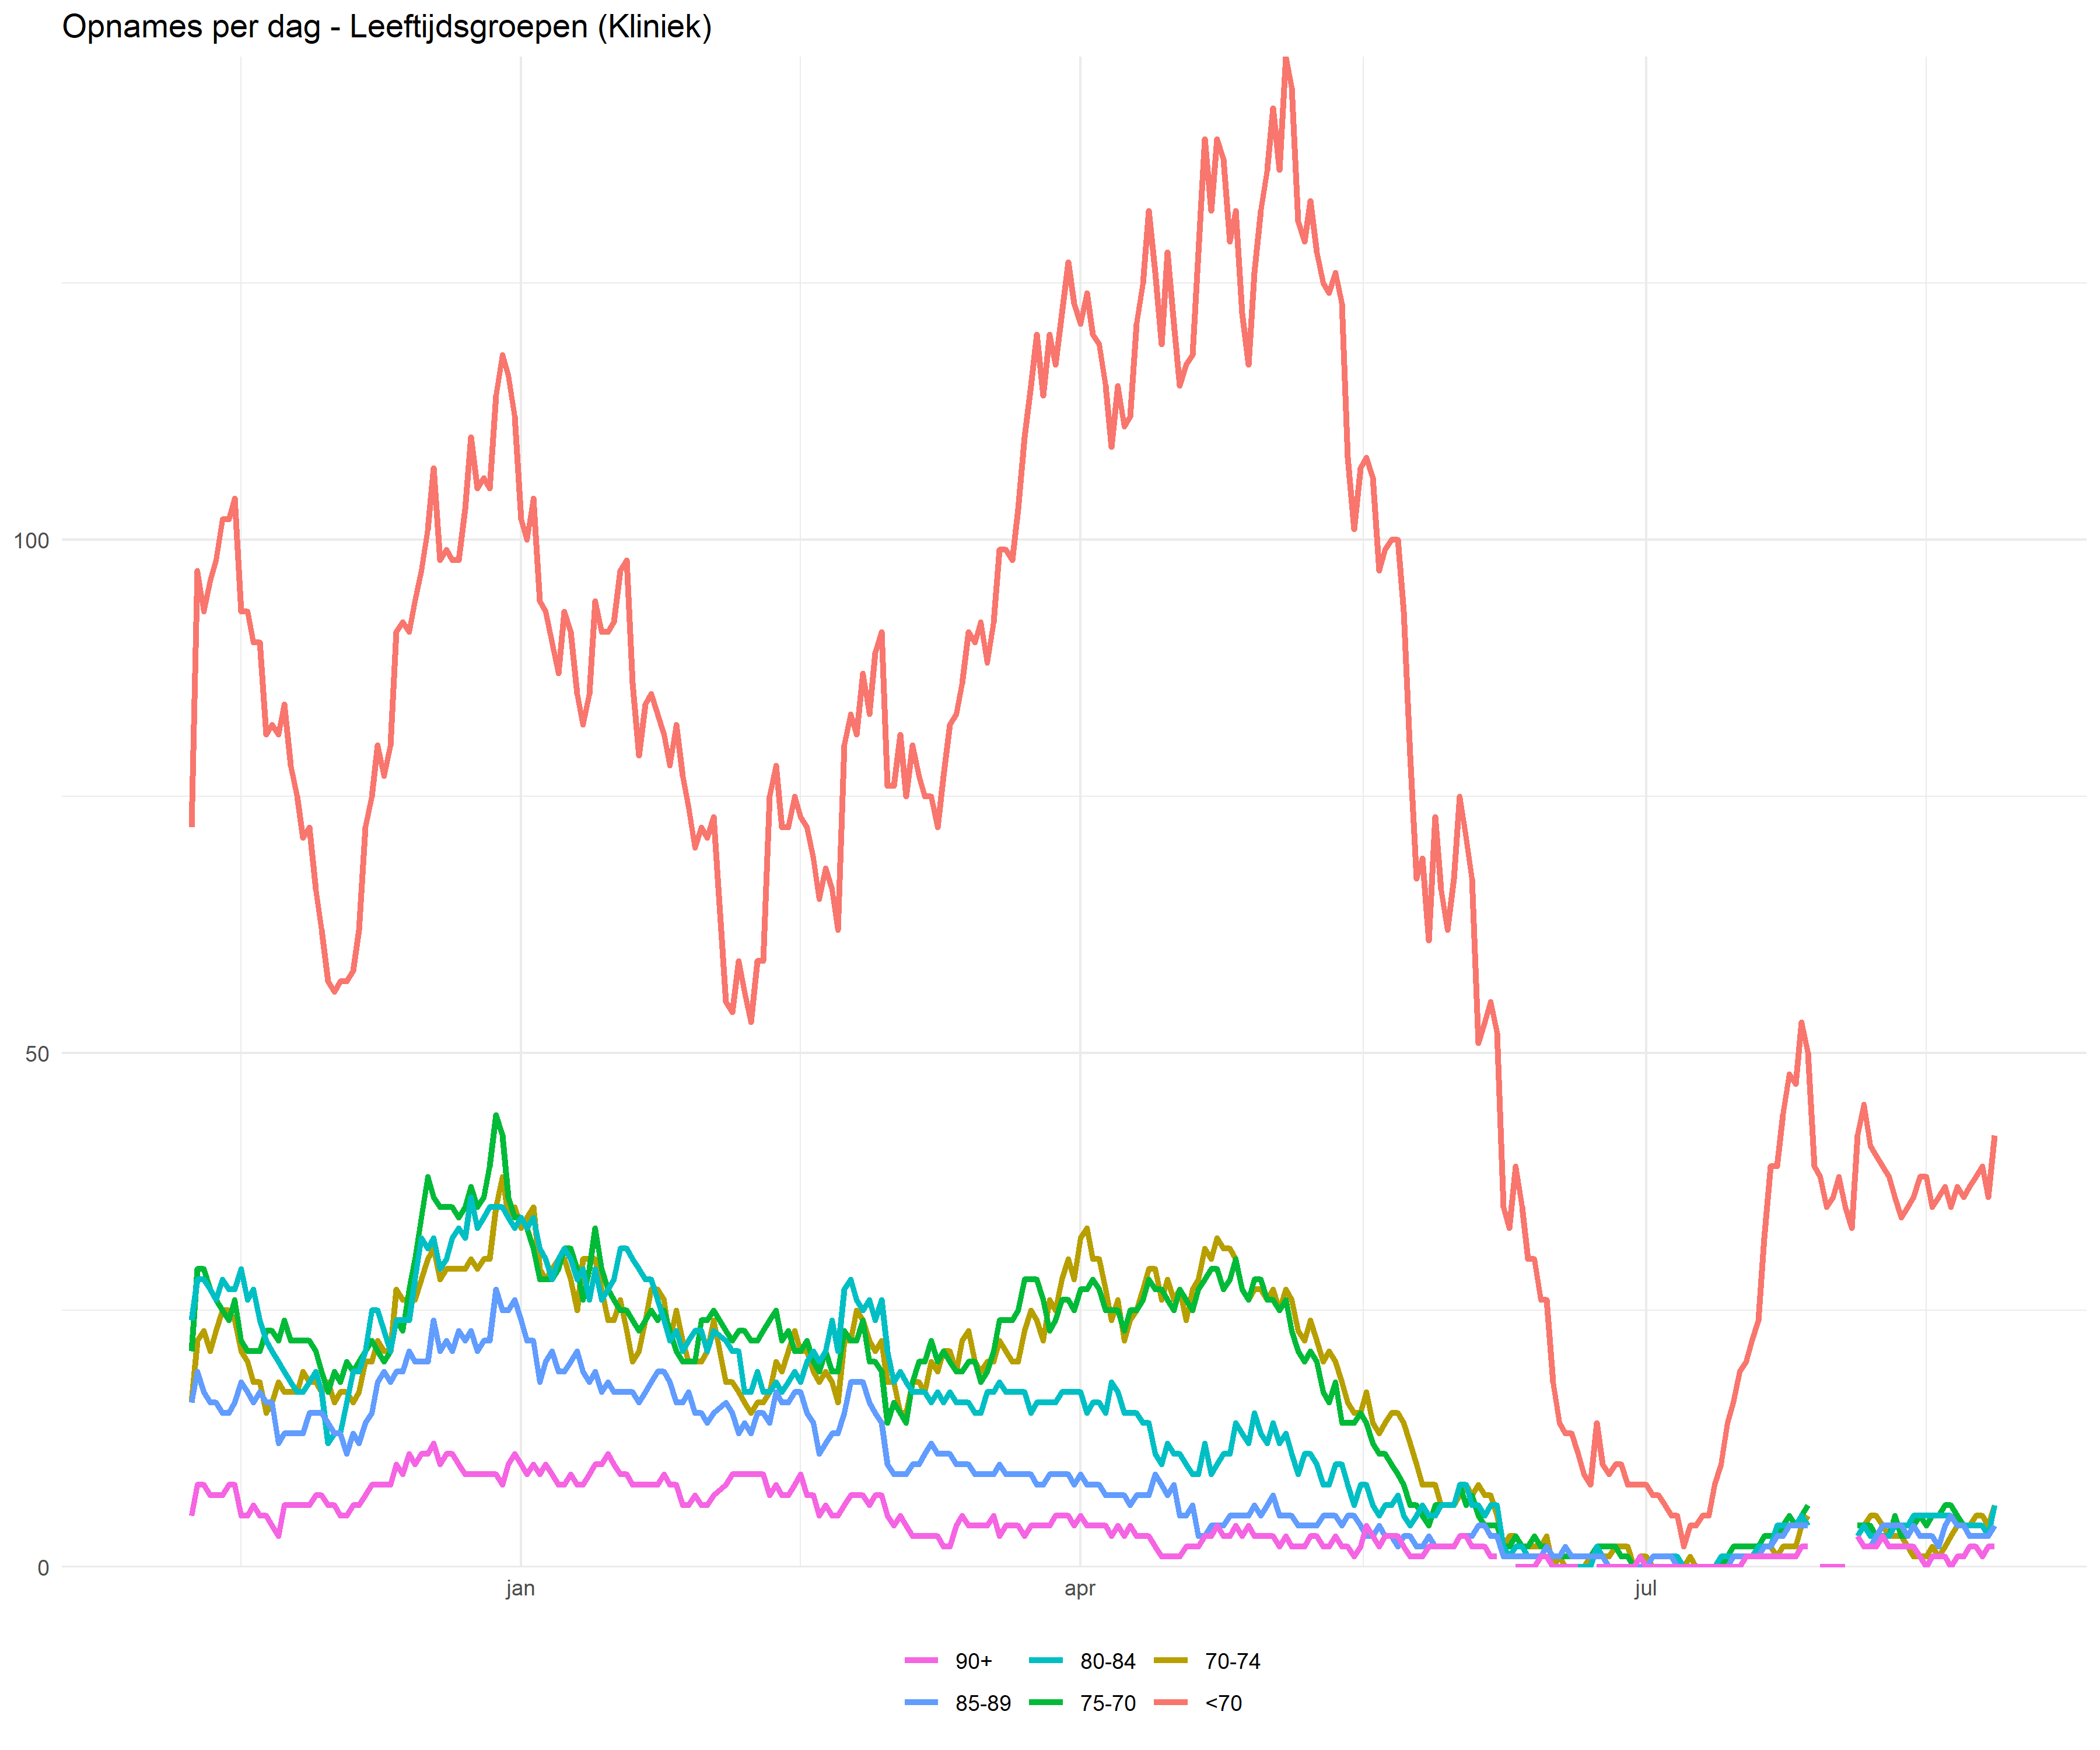 Opnames per dag - Leeftijdsgroepen (Kliniek)
100
50
0
jan apr jul
90+ 80-84 70-74
85-89 75-70 <70